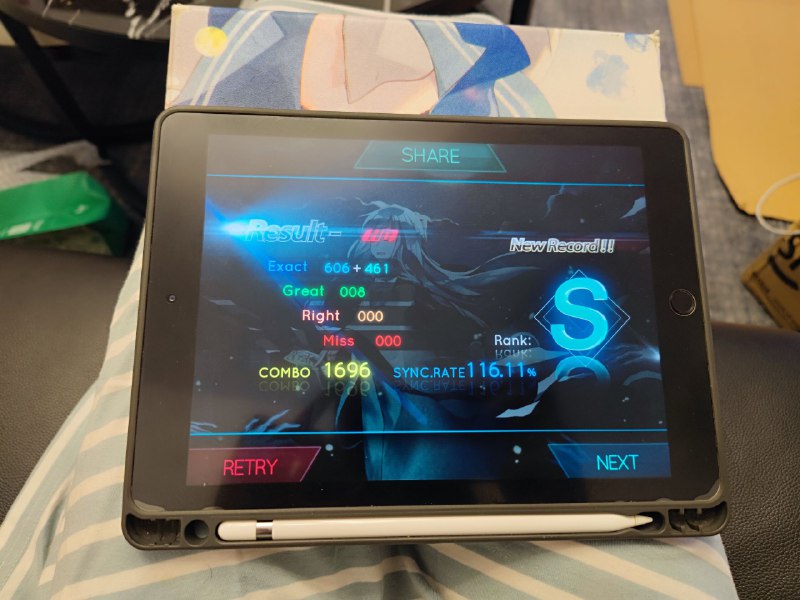 SHARE
Result-
New Record!!
Exact 606+461
Great 008
Right 000
Miss 000
Rank: S
COMBO 1696 SYNC.RATE 116.11%
RETRY
NEXT